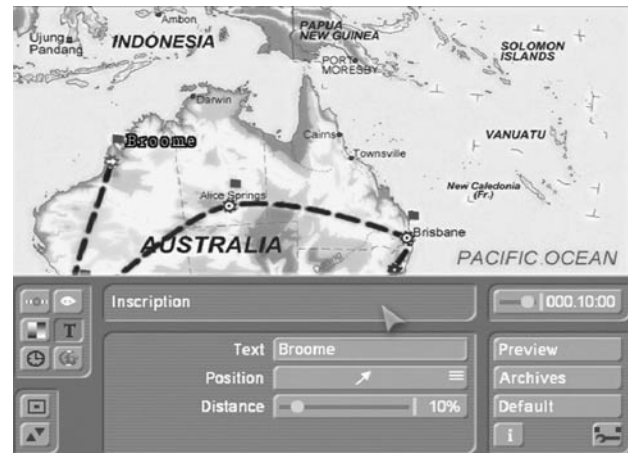 Ambon
PAPUA
NEW GUINEA
Ujung
Pandang
INDONESIA
SOLOMON
ISLANDS
PORT
MORESBY
Darwin
Broome
Cairns
VANUATU
Townsville
Alice Springs
New Caledonia
(Fr.)
Brisbane
AUSTRALIA
PACIFIC OCEAN
Inscription
000.10:00
T
Text
Broome
Preview
Position
Archives
Distance
10%
Default
i